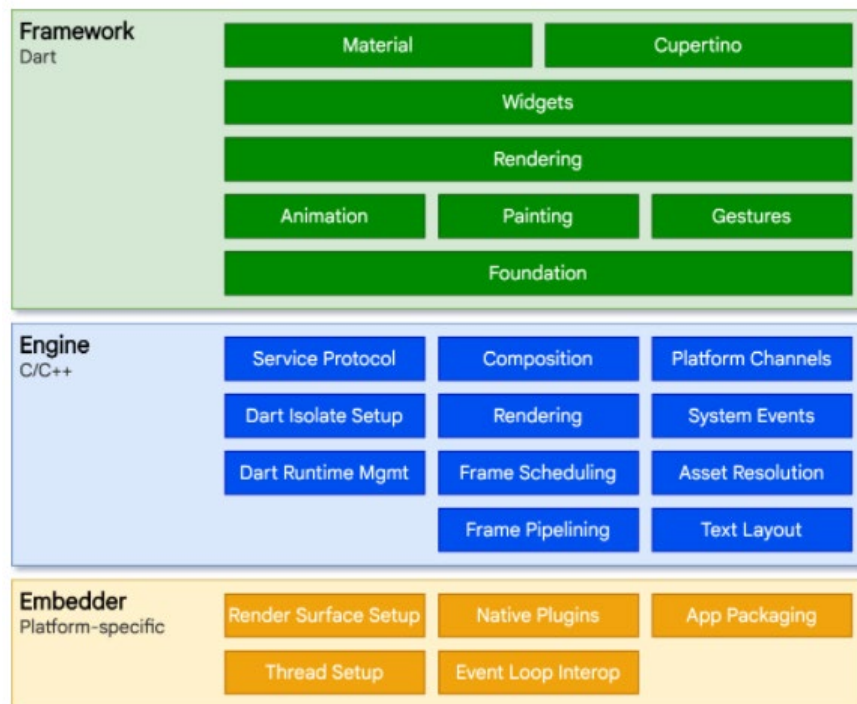 Framework
Dart
Material Cupertino
Widgets
Rendering
Animation Painting Gestures
Foundation
Engine
C/C++
Service Protocol Composition Platform Channels
Dart Isolate Setup Rendering System Events
Dart Runtime Mgmt Frame Scheduling Asset Resolution
Frame Pipelining Text Layout
Embedder
Platform-specific
Render Surface Setup Native Plugins App Packaging
Thread Setup Event Loop Interop